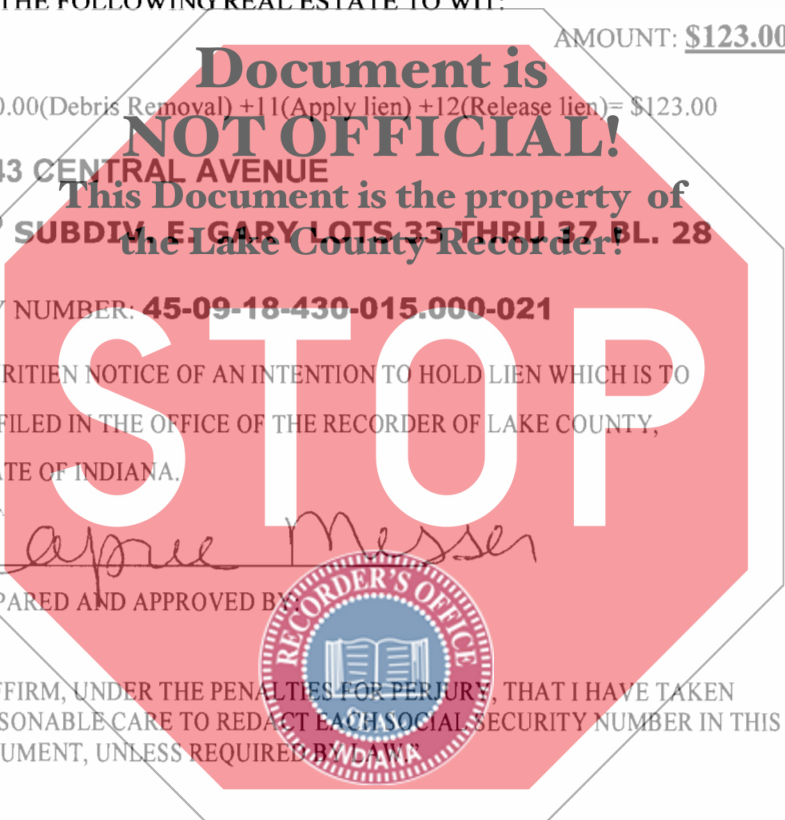 THE FOLLOWING REAL ESTATE TO WIT:
AMOUNT: $123.00
Document is
0.00(Debris Removal) +11(Apply lien) +12(Release lien)= $123.00
NOT OFFICIAL!
43 CENTRAL AVENUE
This Document is the property of
SUBDIV. E. GARY LOTS 33 THRU 37 BL. 28
the Lake County Recorder!
NUMBER: 45-09-18-430-015.000-021
STOP
RITIEN NOTICE OF AN INTENTION TO HOLD LIEN WHICH IS TO
FILED IN THE OFFICE OF THE RECORDER OF LAKE COUNTY,
ATE OF INDIANA.
Messer
PARED AND APPROVED BY:
RECORDER'S OFFICE
FFIRM, UNDER THE PENALTIES FOR PERJURY, THAT I HAVE TAKEN
SONABLE CARE TO REDACT EACH SOCIAL SECURITY NUMBER IN THIS
UMENT, UNLESS REQUIRED BY LAW."
INDIANA